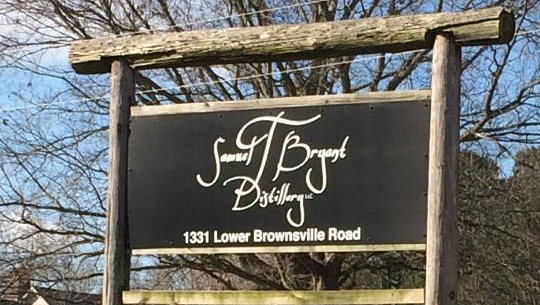 Samuel T Bryant
Distillery LLC
1331 Lower Brownsville Road